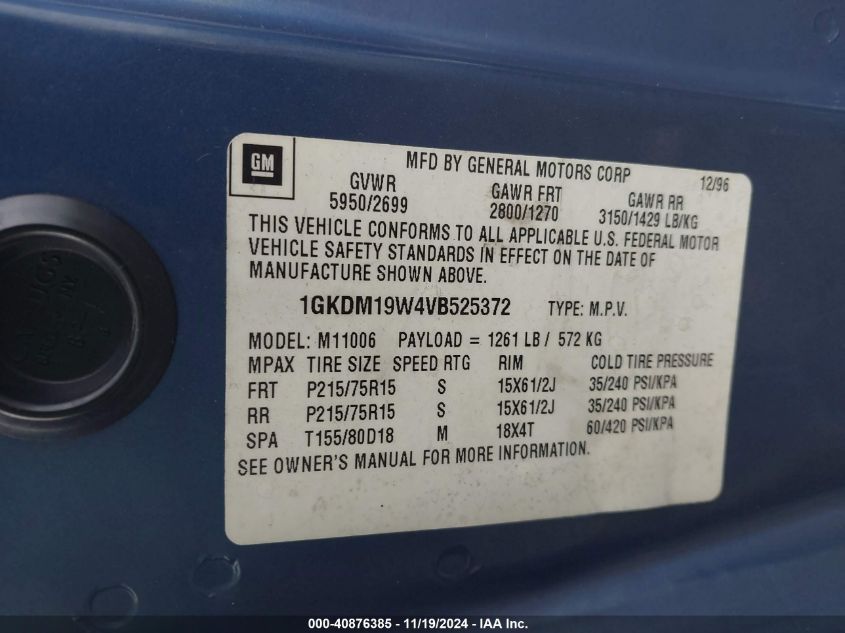 GM
MFD BY GENERAL MOTORS CORP 12/96
GVWR GAWR FRT GAWR RR
5950/2699 2800/1270 3150/1429 LB/KG
THIS VEHICLE CONFORMS TO ALL APPLICABLE U.S. FEDERAL MOTOR
VEHICLE SAFETY STANDARDS IN EFFECT ON THE DATE OF
MANUFACTURE SHOWN ABOVE.
1GKDM19W4VB525372 TYPE: M.P.V.
MODEL: M11006 PAYLOAD = 1261 LB / 572 KG
MPAX TIRE SIZE SPEED RTG RIM COLD TIRE PRESSURE
FRT P215/75R15 S 15X61/2J 35/240 PSI/KPA
RR P215/75R15 S 15X61/2J 35/240 PSI/KPA
SPA T155/80D18 M 18X4T 60/420 PSI/KPA
SEE OWNER'S MANUAL FOR MORE INFORMATION.
000-40876385 - 11/19/2024 - IAA Inc.